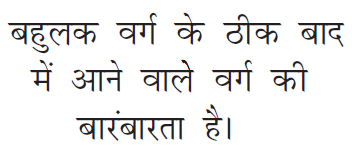 बहुलक वर्ग के ठीक बाद
में आने वाले वर्ग की
बारंबारता है।